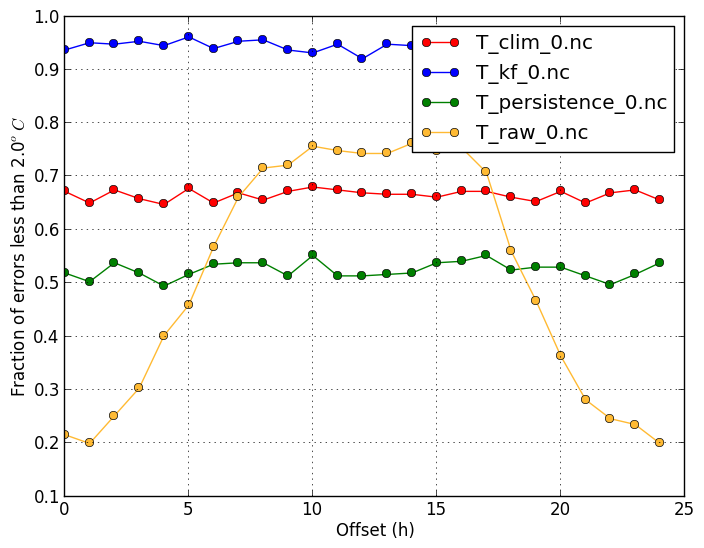 1.0
0.9
0.8
0.7
0.6
0.5
0.4
0.3
0.2
0.1
Fraction of errors less than 2.0° C
T_clim_0.nc
T_kf_0.nc
T_persistence_0.nc
T_raw_0.nc
0 5 10 15 20 25
Offset (h)